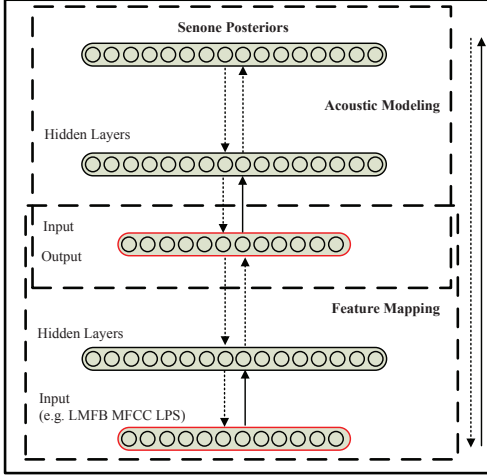 Senone Posteriors
Acoustic Modeling
Hidden Layers
Input
Output
Feature Mapping
Hidden Layers
Input
(e.g. LMFB MFCC LPS)